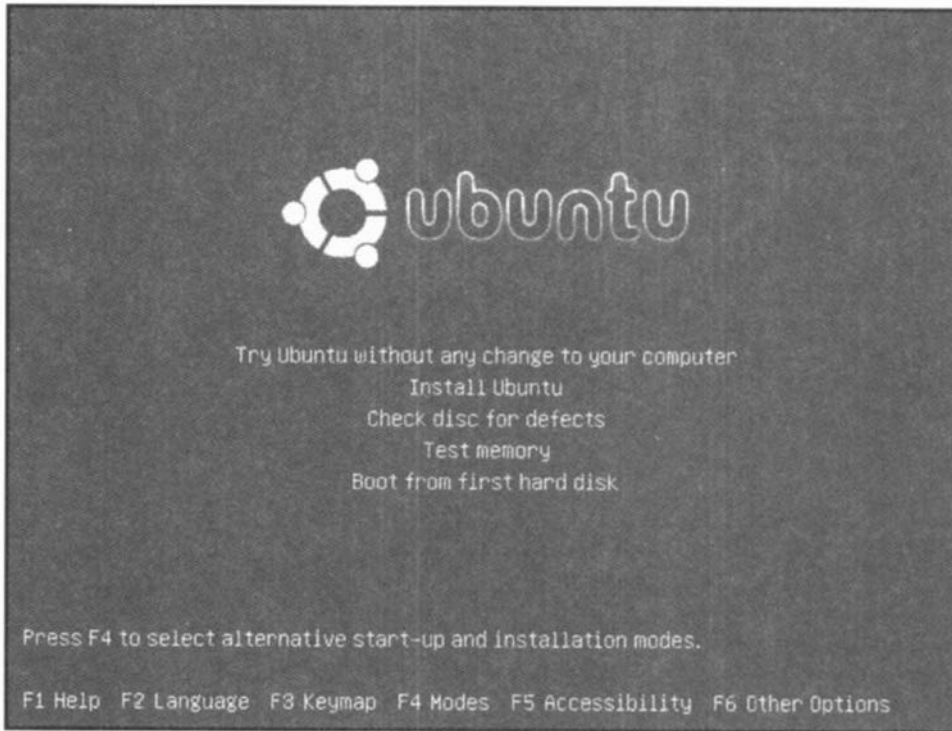 ubuntu
Try Ubuntu without any change to your computer
Install Ubuntu
Check disc for defects
Test memory
Boot from first hard disk
Press F4 to select alternative start-up and installation modes.
F1 Help F2 Language F3 Keymap F4 Modes F5 Accessibility F6 Other Options